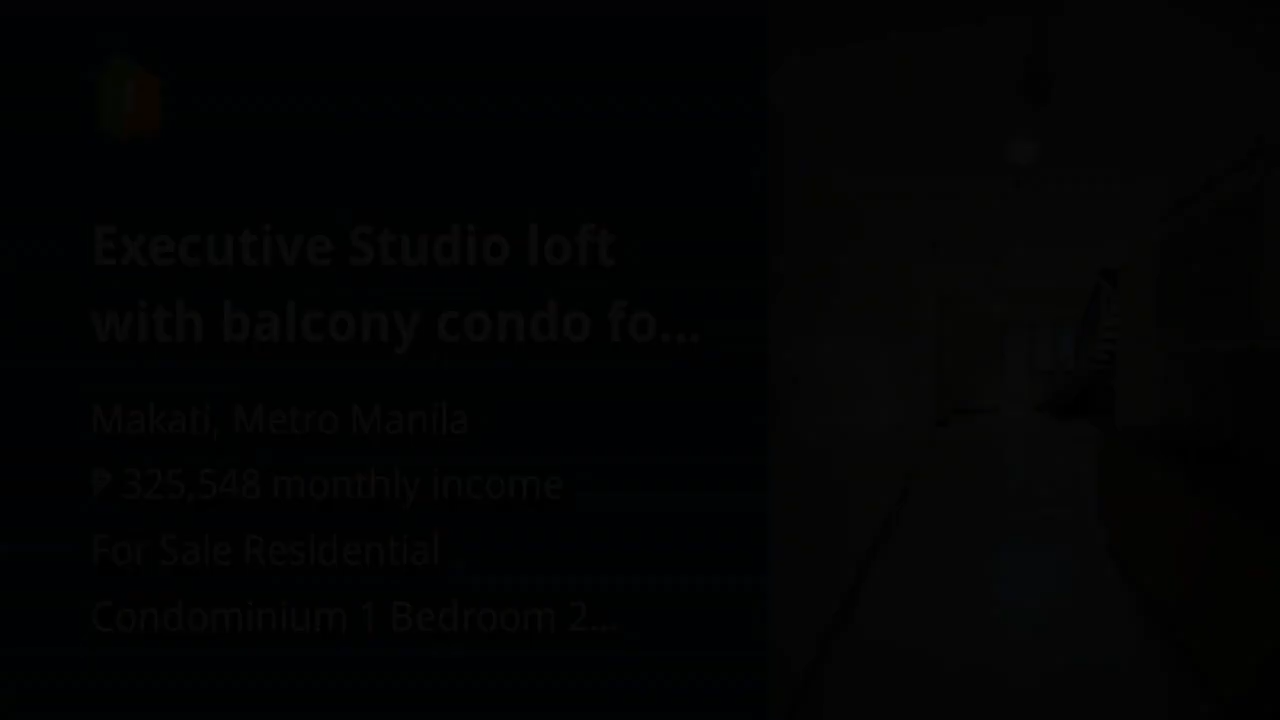 Executive Studio loft
with balcony condo fo...
Makati, Metro Manila
₱ 325,548 monthly income
For Sale Residential
Condominium 1 Bedroom 2...